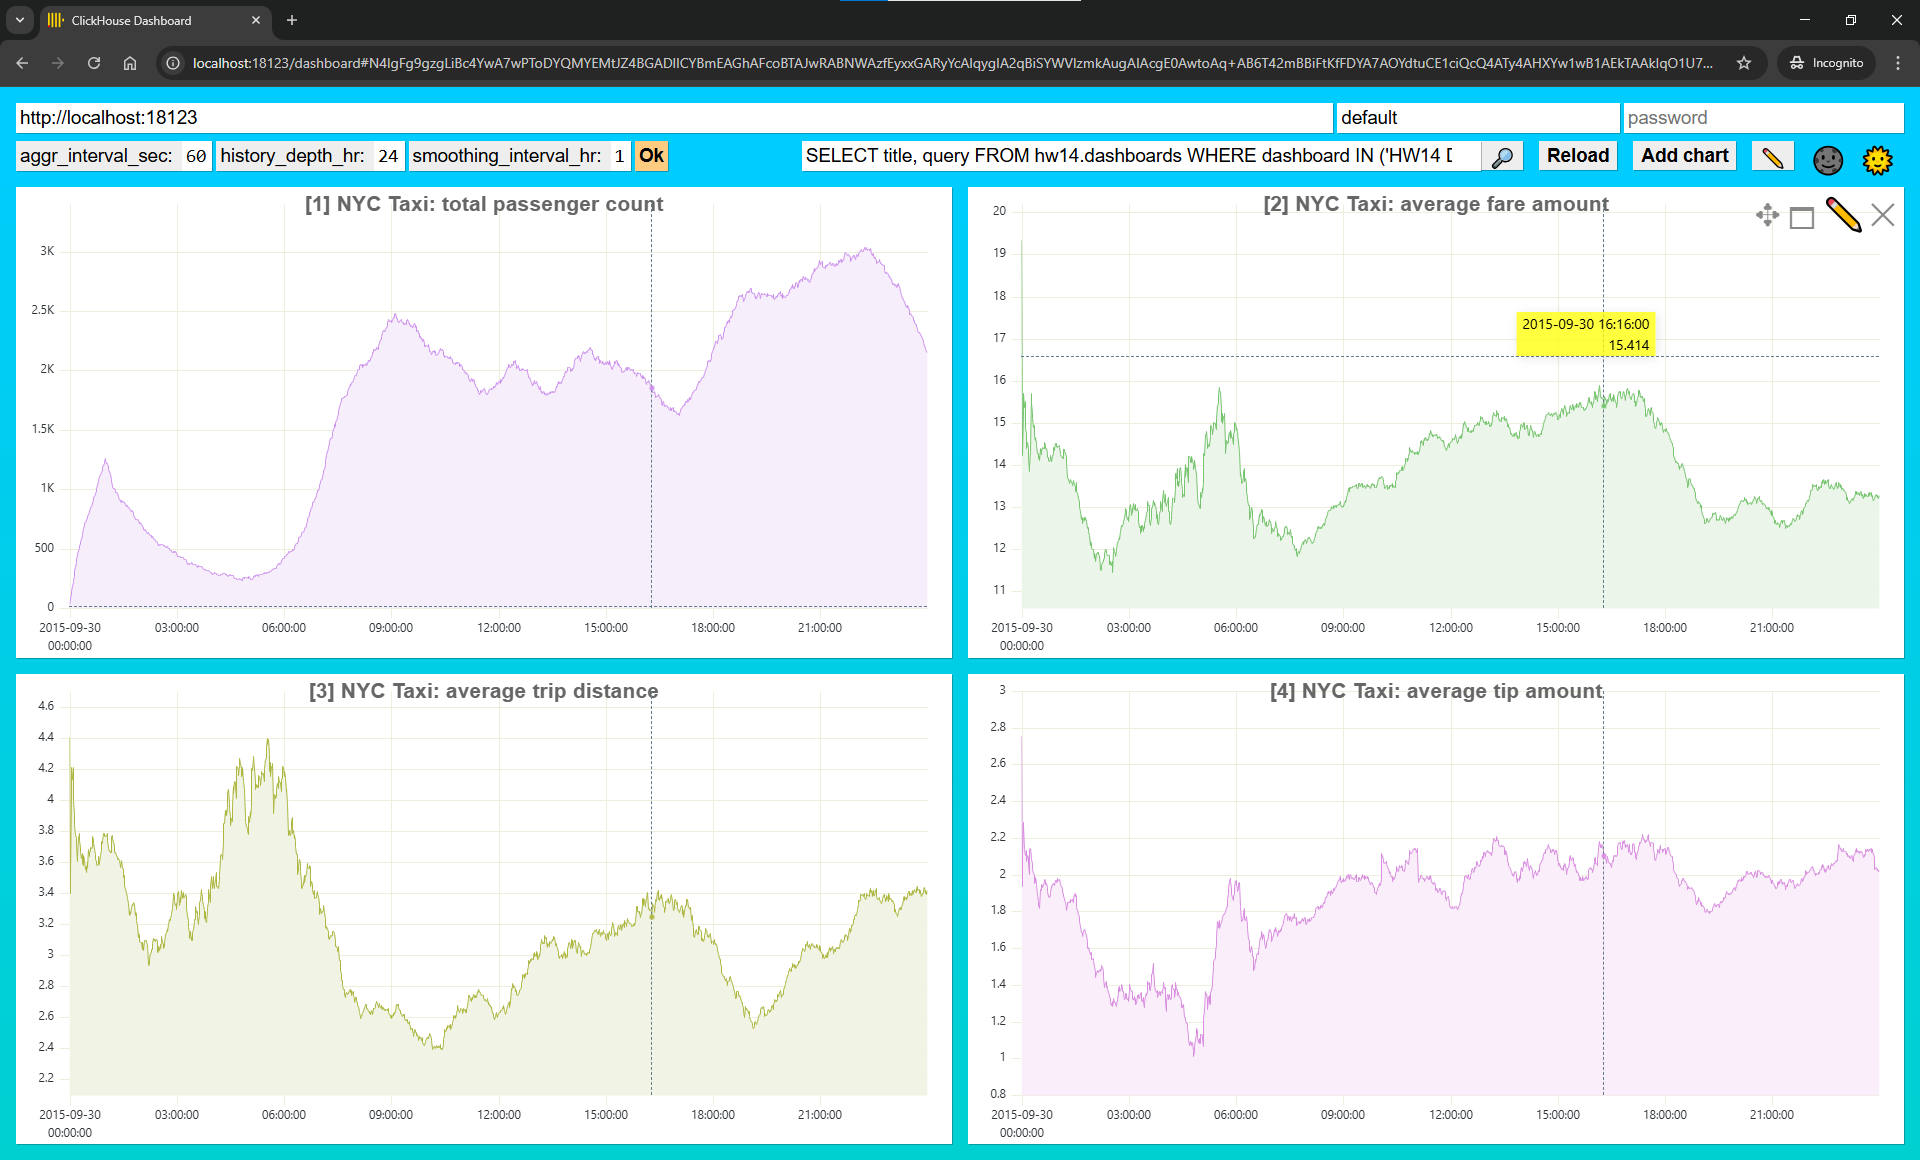 ClickHouse Dashboard
localhost:18123/dashboard#N4IgFg9gzgLiBc4YwA7wPToDYQMYEMtJZ4BGADIICYBmEAGhAFcoBTAJwRABNWAzfEyxxGARyYcAIqygIA2qBiSYWVIzmkAugAIAcgE0AwtoAq+AB6T42mBBiFtKfFDYA7AOYdtuCE1ciQcQ4ATy4AHXYw1wB1AEkTAAkIqO1U7...
Incognito
http://localhost:18123
default
password
aggr_interval_sec: 60
history_depth_hr: 24
smoothing_interval_hr: 1
Ok
SELECT title, query FROM hw14.dashboards WHERE dashboard IN ('HW14
Reload
Add chart
[1] NYC Taxi: total passenger count
3K
2.5K
2K
1.5K
1K
500
0
2015-09-30 03:00:00 06:00:00 09:00:00 12:00:00 15:00:00 18:00:00 21:00:00
00:00:00
[2] NYC Taxi: average fare amount
20
19
18
17
16
15
14
13
12
11
2015-09-30 16:16:00
15.414
2015-09-30 03:00:00 06:00:00 09:00:00 12:00:00 15:00:00 18:00:00 21:00:00
00:00:00
[3] NYC Taxi: average trip distance
4.6
4.4
4.2
4
3.8
3.6
3.4
3.2
3
2.8
2.6
2.4
2.2
2015-09-30 03:00:00 06:00:00 09:00:00 12:00:00 15:00:00 18:00:00 21:00:00
00:00:00
[4] NYC Taxi: average tip amount
3
2.8
2.6
2.4
2.2
2
1.8
1.6
1.4
1.2
1
0.8
2015-09-30 03:00:00 06:00:00 09:00:00 12:00:00 15:00:00 18:00:00 21:00:00
00:00:00